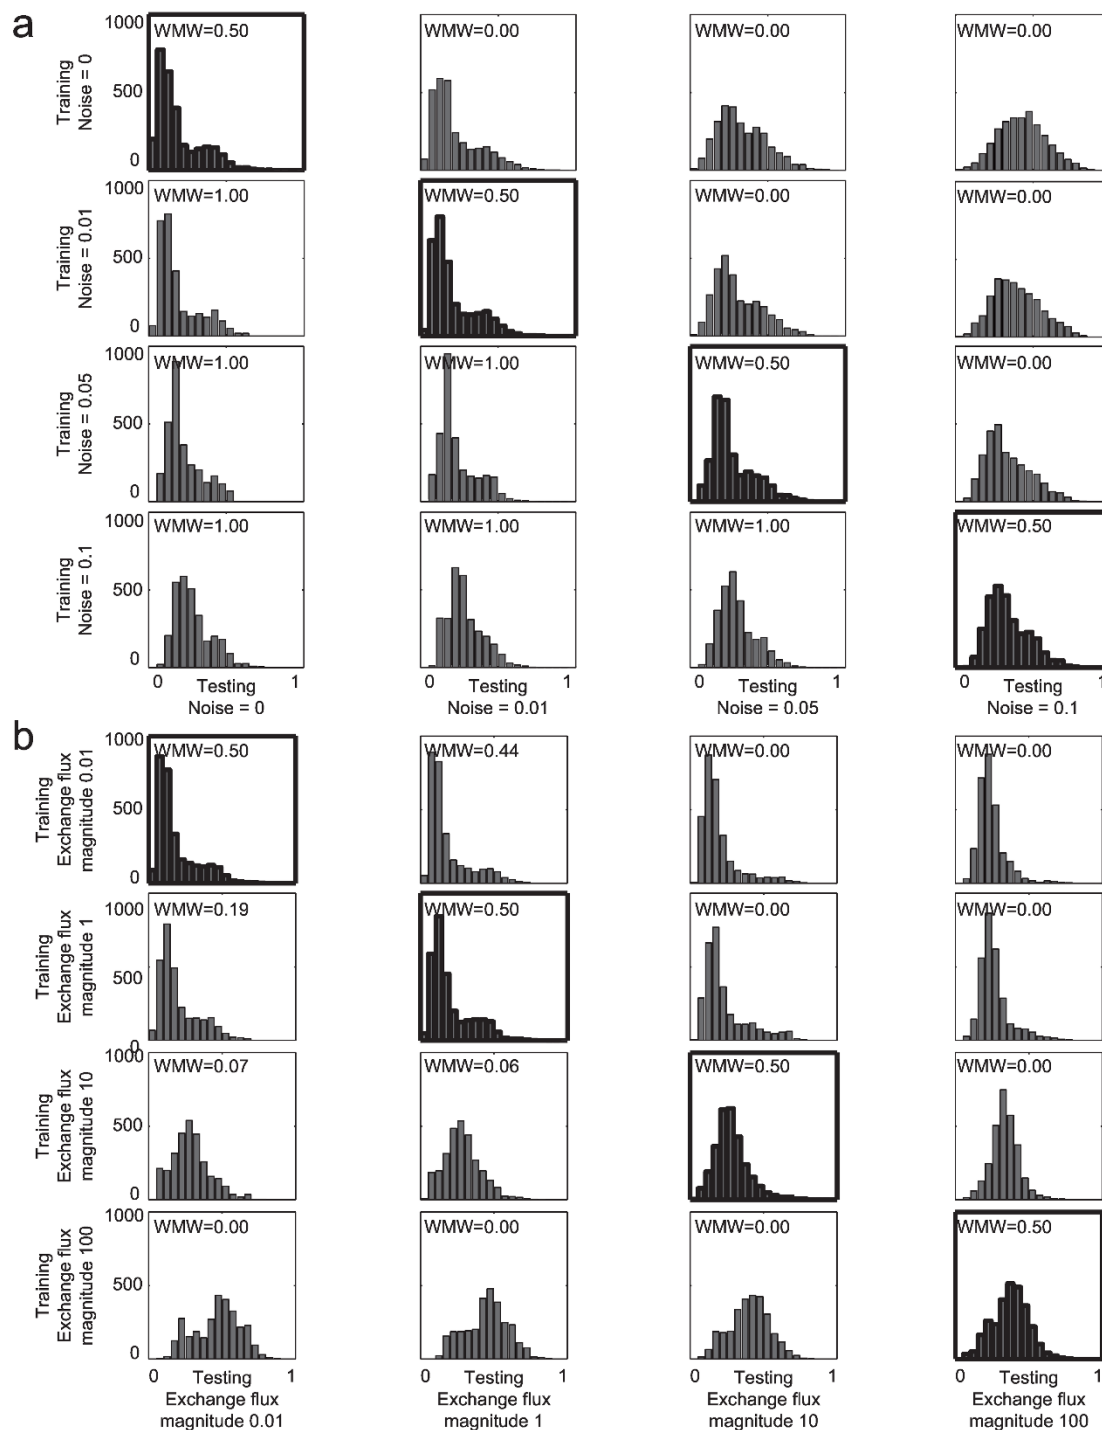 a
1000
500
0
Training
Noise = 0
WMW=0.50
WMW=0.00
WMW=0.00
WMW=0.00
1000
500
0
Training
Noise = 0.01
WMW=1.00
WMW=0.50
WMW=0.00
WMW=0.00
1000
500
0
Training
Noise = 0.05
WMW=1.00
WMW=1.00
WMW=0.50
WMW=0.00
1000
500
0
Training
Noise = 0.1
WMW=1.00
WMW=1.00
WMW=1.00
WMW=0.50
0 Testing 1
Noise = 0
0 Testing 1
Noise = 0.01
0 Testing 1
Noise = 0.05
0 Testing 1
Noise = 0.1
b
1000
500
0
Training
Exchange flux
magnitude 0.01
WMW=0.50
WMW=0.44
WMW=0.00
WMW=0.00
1000
500
0
Training
Exchange flux
magnitude 1
WMW=0.19
WMW=0.50
WMW=0.00
WMW=0.00
1000
500
0
Training
Exchange flux
magnitude 10
WMW=0.07
WMW=0.06
WMW=0.50
WMW=0.00
1000
500
0
Training
Exchange flux
magnitude 100
WMW=0.00
WMW=0.00
WMW=0.00
WMW=0.50
0 Testing 1
Exchange flux
magnitude 0.01
0 Testing 1
Exchange flux
magnitude 1
0 Testing 1
Exchange flux
magnitude 10
0 Testing 1
Exchange flux
magnitude 100